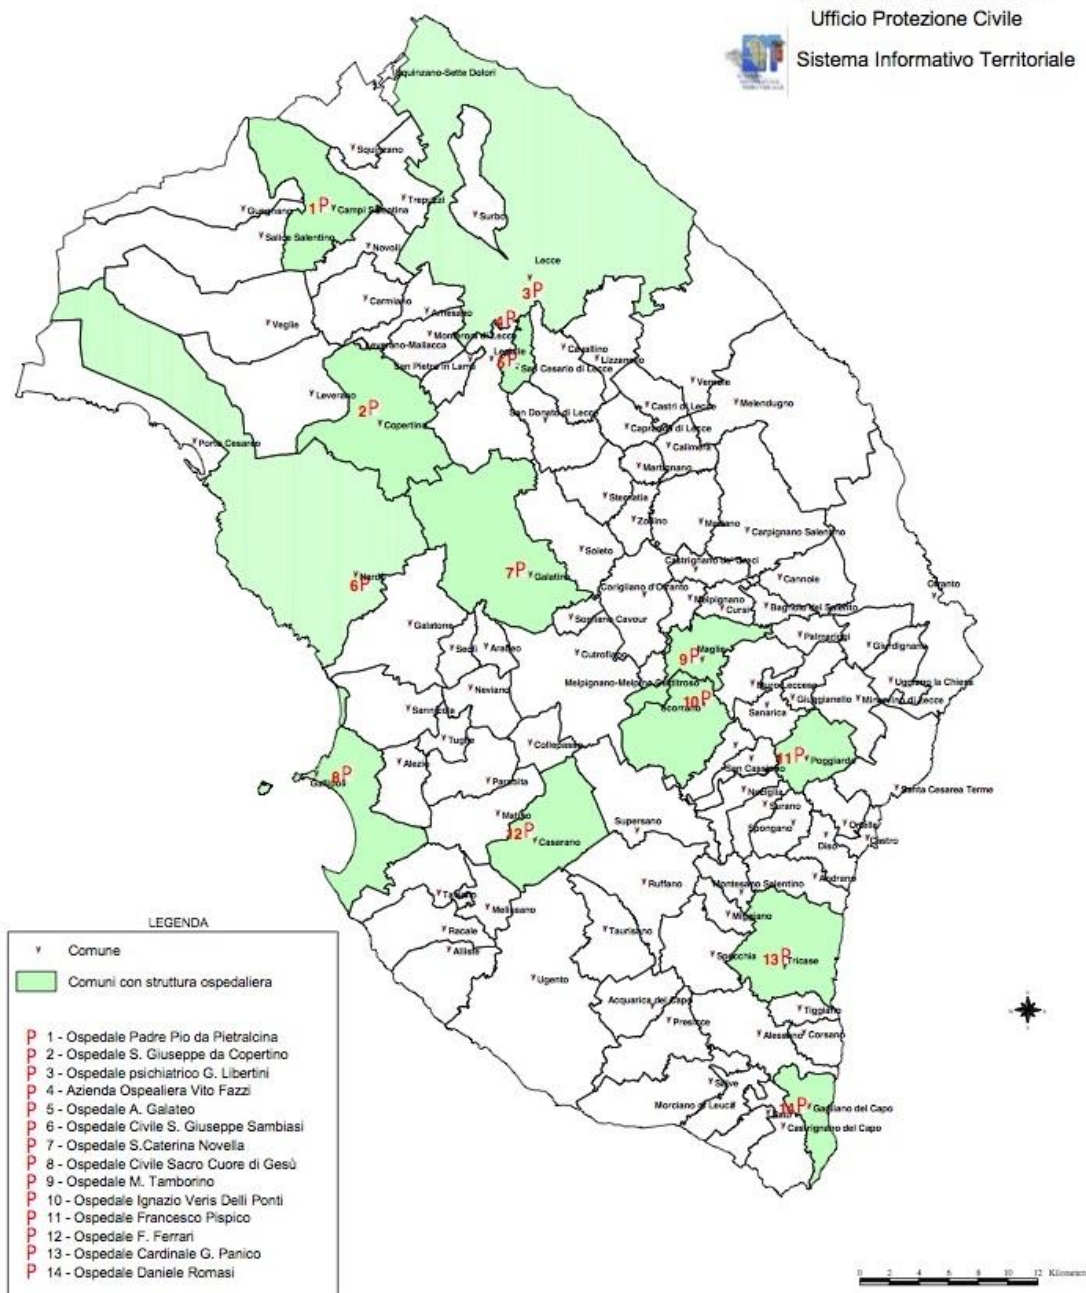 Ufficio Protezione Civile
Sistema Informativo Territoriale
Squinzano-Sette Dolori
Squinzano
Trepuzzi
Guagnano
1 P
Campi Salentina
Surbo
Salice Salentino
Novoli
Lecce
3 P
Carmiano
Arnesano
4 P
Veglie
Monteroni di Lecce
Leverano-Mallacca
Cavallino
San Pietro in Lama
Lequile
5 P
Lizzanello
San Cesario di Lecce
Vernole
Leverano
2 P
Castri di Lecce
Melendugno
San Donato di Lecce
Copertino
Caprarica di Lecce
Porto Cesareo
Calimera
Martignano
Sternatia
Zollino
Martano
Carpignano Salentino
Soleto
Castrignano de' Greci
7 P
Galatina
Nardò
6 P
Cannole
Corigliano d'Otranto
Otranto
Melpignano
Cursi
Bagnolo del Salento
Galatone
Sogliano Cavour
Palmariggi
Giurdignano
Secli
Aradeo
Cutrofiano
Maglie
9 P
Neviano
Muro Leccese
Uggiano la Chiesa
10 P
Giuggianello
Minervino di Lecce
Sannicola
Scorrano
Sanarica
Tuglie
Collepasso
11 P
Poggiardo
Alezio
San Cassiano
8 P
Gallipoli
Parabita
Nociglia
Santa Cesarea Terme
Surano
Matino
Supersano
Spongano
Ortelle
12 P
Casarano
Diso
Castro
Andrano
Ruffano
Montesano Salentino
Taviano
Melissano
Miggiano
Racale
Taurisano
Alliste
Specchia
13 P
Tricase
Ugento
Acquarica del Capo
Tiggiano
Presicce
Alessano
Corsano
Salve
Morciano di Leuca
14 P
Gagliano del Capo
Castrignano del Capo
LEGENDA
Comune
Comuni con struttura ospedaliera
P 1 - Ospedale Padre Pio da Pietralcina
P 2 - Ospedale S. Giuseppe da Copertino
P 3 - Ospedale psichiatrico G. Libertini
P 4 - Azienda Ospealiera Vito Fazzi
P 5 - Ospedale A. Galateo
P 6 - Ospedale Civile S. Giuseppe Sambiasi
P 7 - Ospedale S.Caterina Novella
P 8 - Ospedale Civile Sacro Cuore di Gesù
P 9 - Ospedale M. Tamborino
P 10 - Ospedale Ignazio Veris Delli Ponti
P 11 - Ospedale Francesco Pispico
P 12 - Ospedale F. Ferrari
P 13 - Ospedale Cardinale G. Panico
P 14 - Ospedale Daniele Romasi
0 2 4 6 8 10 12 Kilometers